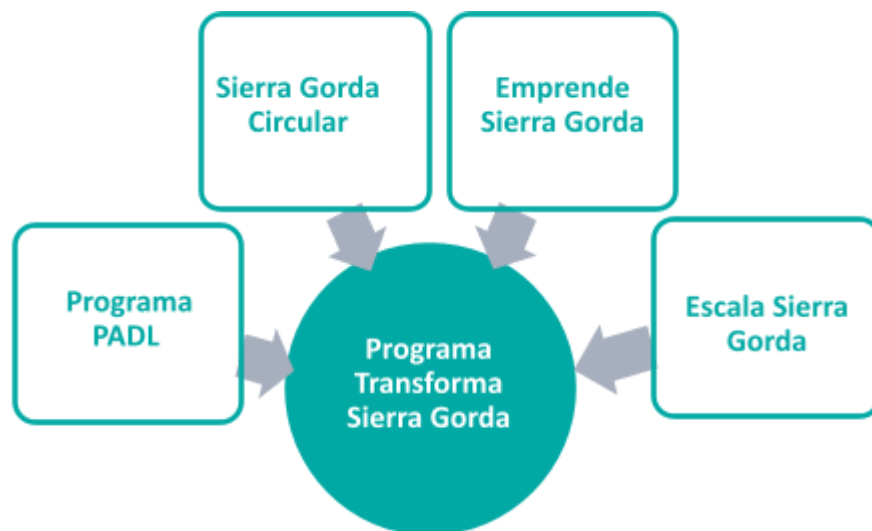 Sierra Gorda
Circular
Emprende
Sierra Gorda
Programa
PADL
Escala Sierra
Gorda
Programa
Transforma
Sierra Gorda